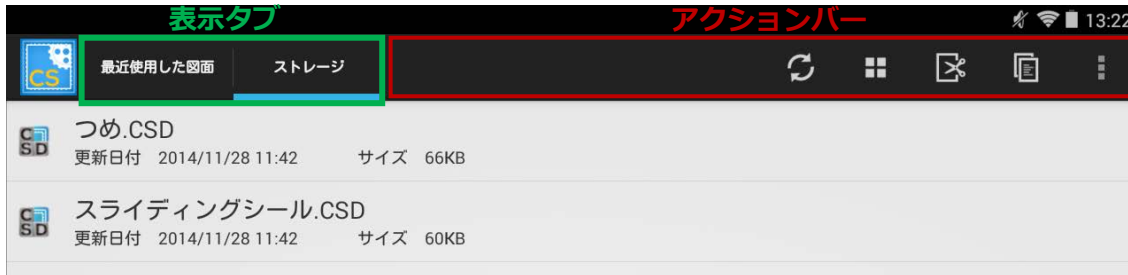 表示タブ
アクションバー
13:22
CS
最近使用した図面
ストレージ
CSD
つめ.CSD
更新日付 2014/11/28 11:42 サイズ 66KB
CSD
スライディングシール.CSD
更新日付 2014/11/28 11:42 サイズ 60KB